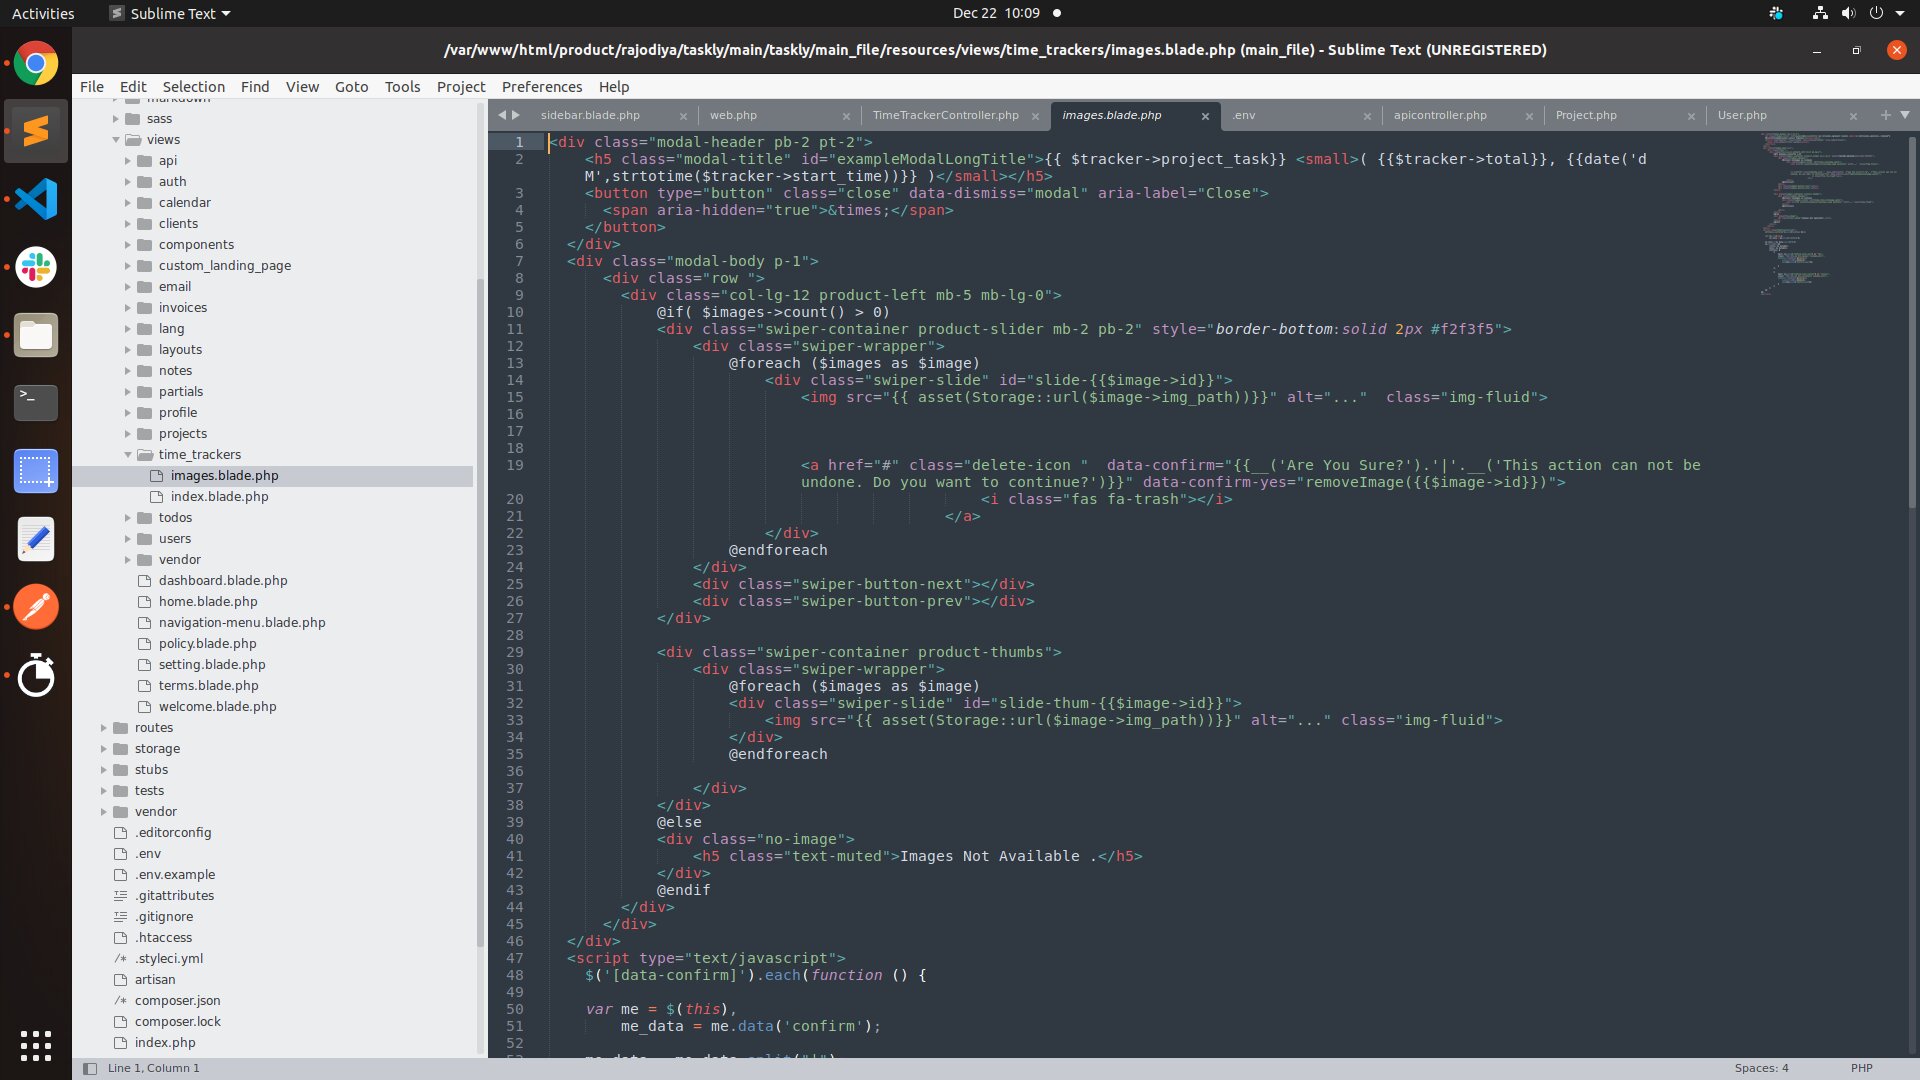 Activities
Sublime Text
Dec 22 10:09
/var/www/html/product/rajodiya/taskly/main/taskly/main_file/resources/views/time_trackers/images.blade.php (main_file) - Sublime Text (UNREGISTERED)
File Edit Selection Find View Goto Tools Project Preferences Help
markdown
sass
views
api
auth
calendar
clients
components
custom_landing_page
email
invoices
lang
layouts
notes
partials
profile
projects
time_trackers
images.blade.php
index.blade.php
todos
users
vendor
dashboard.blade.php
home.blade.php
navigation-menu.blade.php
policy.blade.php
setting.blade.php
terms.blade.php
welcome.blade.php
routes
storage
stubs
tests
vendor
.editorconfig
.env
.env.example
.gitattributes
.gitignore
.htaccess
/* .styleci.yml
artisan
/* composer.json
composer.lock
index.php
sidebar.blade.php × web.php × TimeTrackerController.php × images.blade.php × .env × apicontroller.php × Project.php × User.php × +
1 <div class="modal-header pb-2 pt-2">
2 <h5 class="modal-title" id="exampleModalLongTitle">{{ $tracker->project_task}} <small>( {{$tracker->total}}, {{date('d
M',strtotime($tracker->start_time))}} )</small></h5>
3 <button type="button" class="close" data-dismiss="modal" aria-label="Close">
4 <span aria-hidden="true">&times;</span>
5 </button>
6 </div>
7 <div class="modal-body p-1">
8 <div class="row ">
9 <div class="col-lg-12 product-left mb-5 mb-lg-0">
10 @if( $images->count() > 0)
11 <div class="swiper-container product-slider mb-2 pb-2" style="border-bottom:solid 2px #f2f3f5">
12 <div class="swiper-wrapper">
13 @foreach ($images as $image)
14 <div class="swiper-slide" id="slide-{{$image->id}}">
15 <img src="{{ asset(Storage::url($image->img_path))}}" alt="..."  class="img-fluid">
16
17
18
19 <a href="#" class="delete-icon "  data-confirm="{{__('Are You Sure?').'|'.__('This action can not be
undone. Do you want to continue?')}}" data-confirm-yes="removeImage({{$image->id}})">
20 <i class="fas fa-trash"></i>
21 </a>
22 </div>
23 @endforeach
24 </div>
25 <div class="swiper-button-next"></div>
26 <div class="swiper-button-prev"></div>
27 </div>
28
29 <div class="swiper-container product-thumbs">
30 <div class="swiper-wrapper">
31 @foreach ($images as $image)
32 <div class="swiper-slide" id="slide-thum-{{$image->id}}">
33 <img src="{{ asset(Storage::url($image->img_path))}}" alt="..." class="img-fluid">
34 </div>
35 @endforeach
36
37 </div>
38 </div>
39 @else
40 <div class="no-image">
41 <h5 class="text-muted">Images Not Available .</h5>
42 </div>
43 @endif
44 </div>
45 </div>
46 </div>
47 <script type="text/javascript">
48 $('[data-confirm]').each(function () {
49
50 var me = $(this),
51 me_data = me.data('confirm');
52
Line 1, Column 1
Spaces: 4
PHP